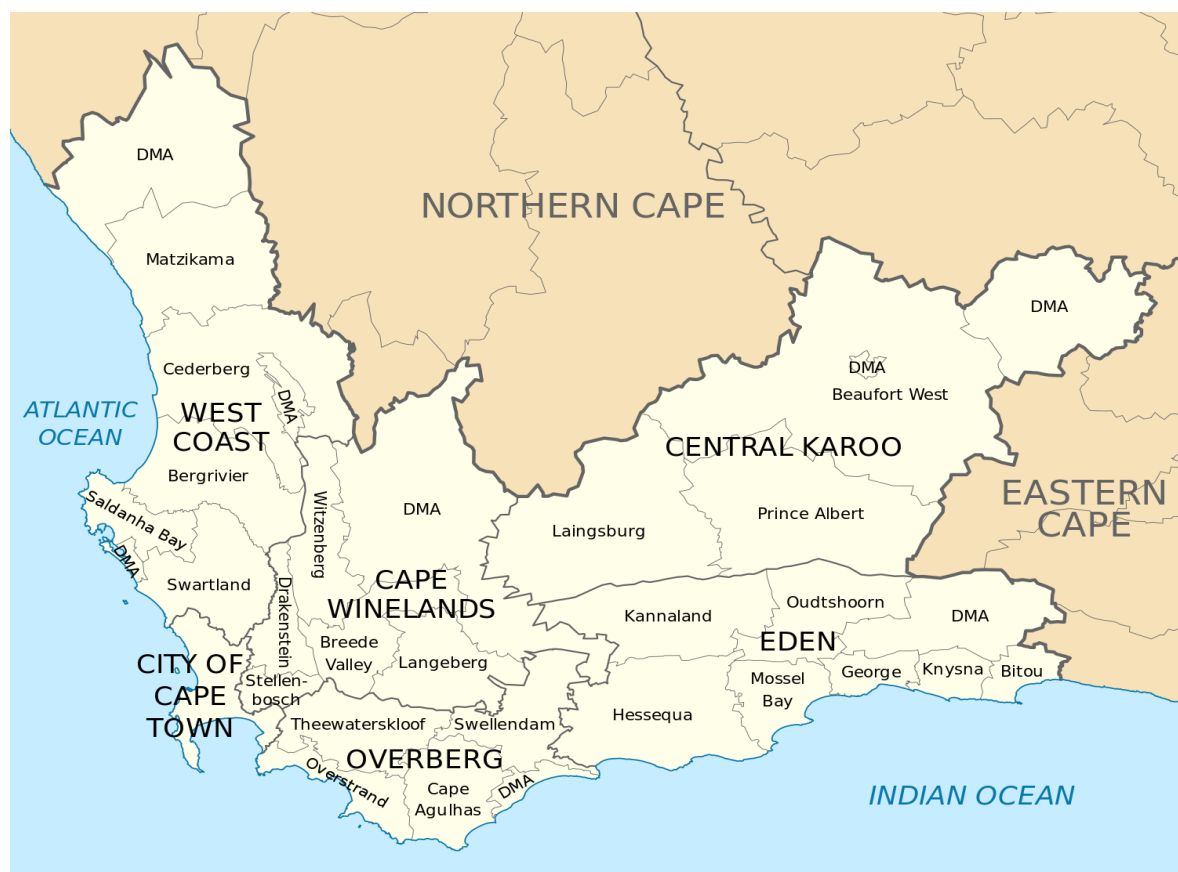 DMA
NORTHERN CAPE
Matzikama
DMA
Cederberg
DMA
DMA
Beaufort West
ATLANTIC
OCEAN
WEST
COAST
CENTRAL KAROO
Bergrivier
EASTERN
CAPE
Saldanha Bay
Witzenberg
DMA
Laingsburg
Prince Albert
DMA
Swartland
Drakenstein
CAPE
WINELANDS
Kannaland
Oudtshoorn
DMA
Breede
Valley
Langeberg
EDEN
CITY OF
CAPE
TOWN
Stellen-
bosch
Mossel
Bay
George
Knysna
Bitou
Theewaterskloof
Swellendam
Hessequa
OVERBERG
Overstrand
Cape
Agulhas
DMA
INDIAN OCEAN